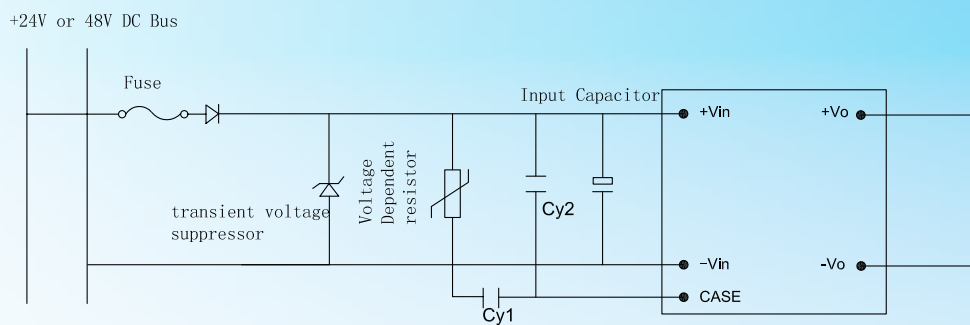 +24V or 48V DC Bus
Fuse
Input Capacitor
+Vin
+Vo
Voltage
Dependent
resistor
transient voltage
suppressor
Cy2
-Vin
-Vo
CASE
Cy1